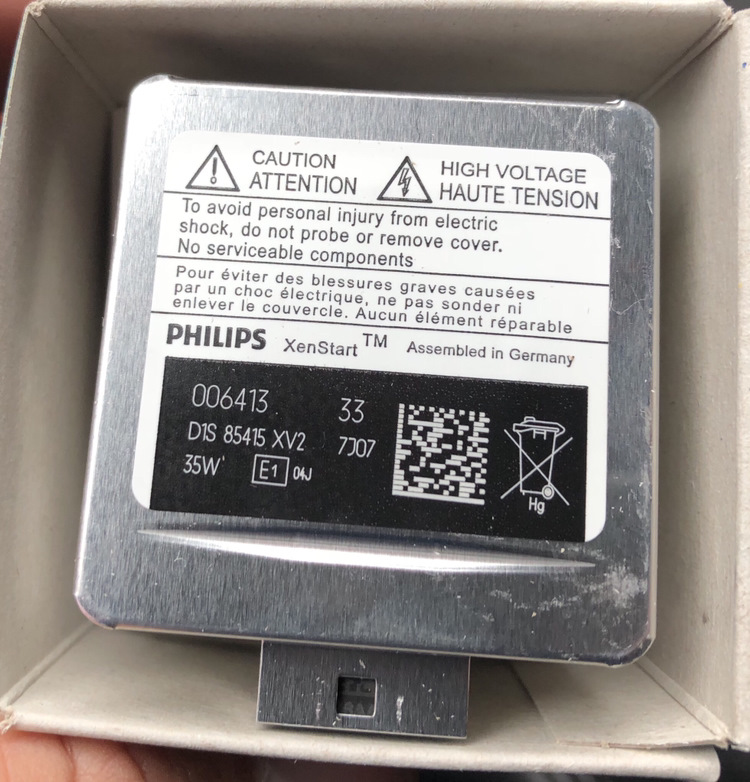 CAUTION
ATTENTION
HIGH VOLTAGE
HAUTE TENSION
To avoid personal injury from electric
shock, do not probe or remove cover.
No serviceable components
Pour éviter des blessures graves causées
par un choc électrique, ne pas sonder ni
enlever le couvercle. Aucun élément réparable
PHILIPS XenStart TM Assembled in Germany
006413 33
D1S 85415 XV2 7J07
35W E1 04J
Hg